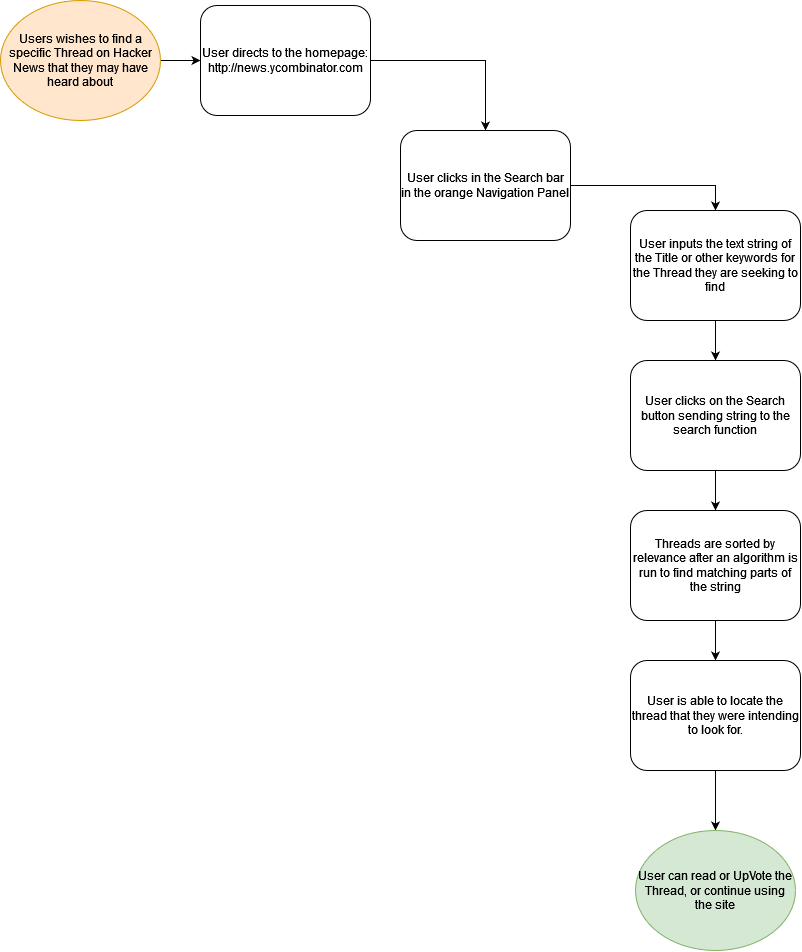 Users wishes to find a
specific Thread on Hacker
News that they may have
heard about
User directs to the homepage:
http://news.ycombinator.com
User clicks in the Search bar
in the orange Navigation Panel
User inputs the text string of
the Title or other keywords for
the Thread they are seeking to
find
User clicks on the Search
button sending string to the
search function
Threads are sorted by
relevance after an algorithm is
run to find matching parts of
the string
User is able to locate the
thread that they were intending
to look for.
User can read or UpVote the
Thread, or continue using
the site